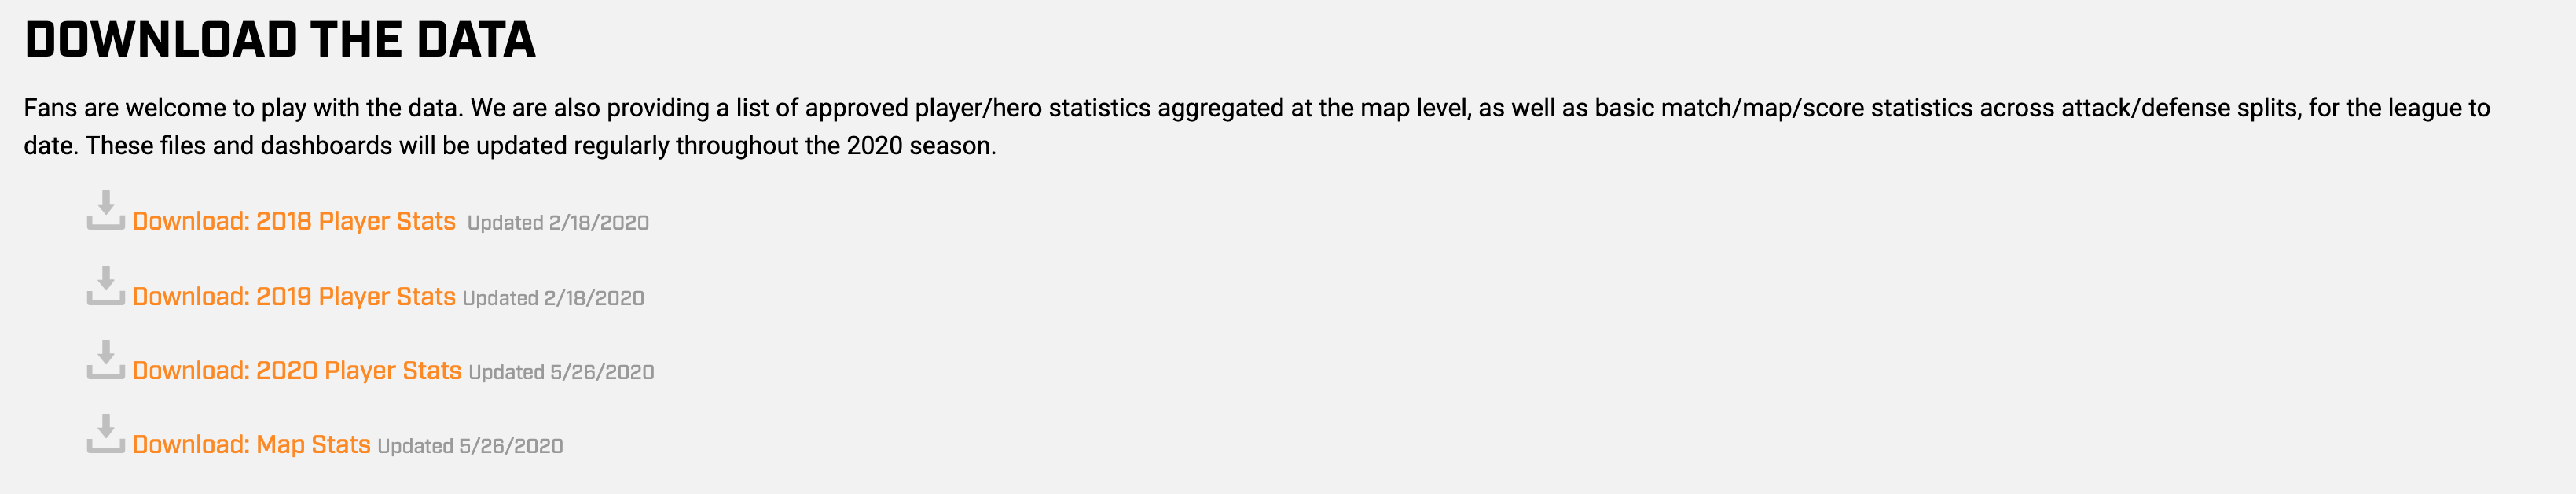 DOWNLOAD THE DATA
Fans are welcome to play with the data. We are also providing a list of approved player/hero statistics aggregated at the map level, as well as basic match/map/score statistics across attack/defense splits, for the league to
date. These files and dashboards will be updated regularly throughout the 2020 season.
Download: 2018 Player Stats Updated 2/18/2020
Download: 2019 Player Stats Updated 2/18/2020
Download: 2020 Player Stats Updated 5/26/2020
Download: Map Stats Updated 5/26/2020